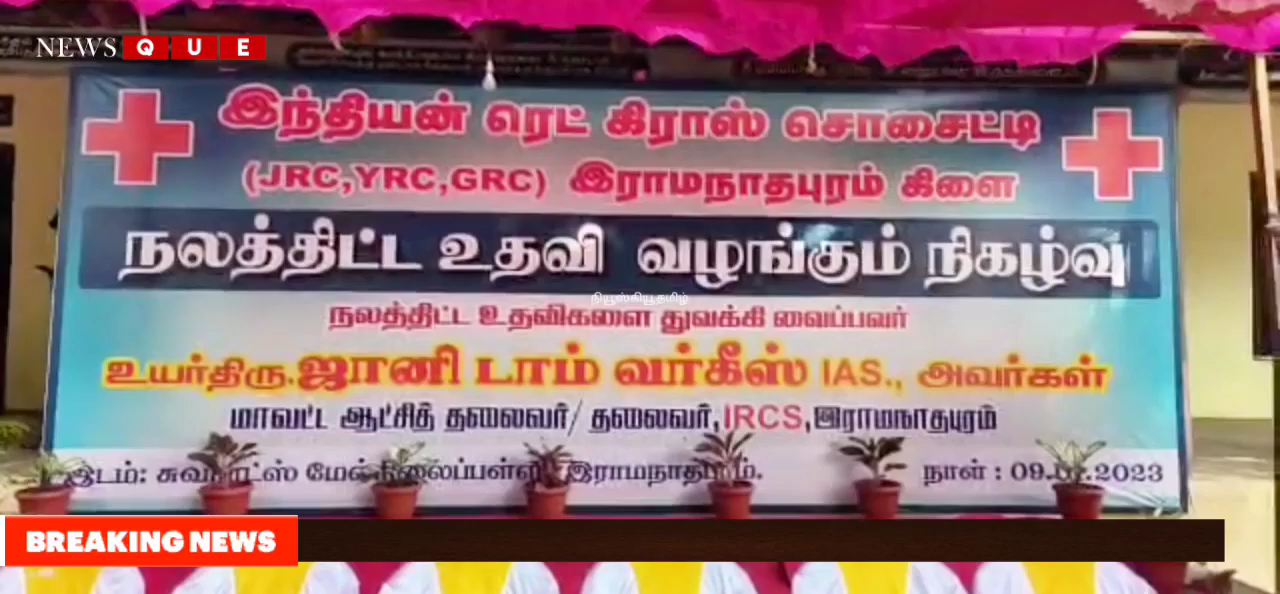 NEWS QUE
இந்தியன் ரெட் கிராஸ் சொசைட்டி
(JRC,YRC,GRC) இராமநாதபுரம் கிளை
நலத்திட்ட உதவி வழங்கும் நிகழ்வு
நியூஸ்கியூ தமிழ்
நலத்திட்ட உதவிகளை துவக்கி வைப்பவர்
உயர்திரு.ஜானி டாம் வர்கீஸ் IAS., அவர்கள்
மாவட்ட ஆட்சித் தலைவர்/ தலைவர்,IRCS,இராமநாதபுரம்
இடம்: நாள் :
BREAKING NEWS